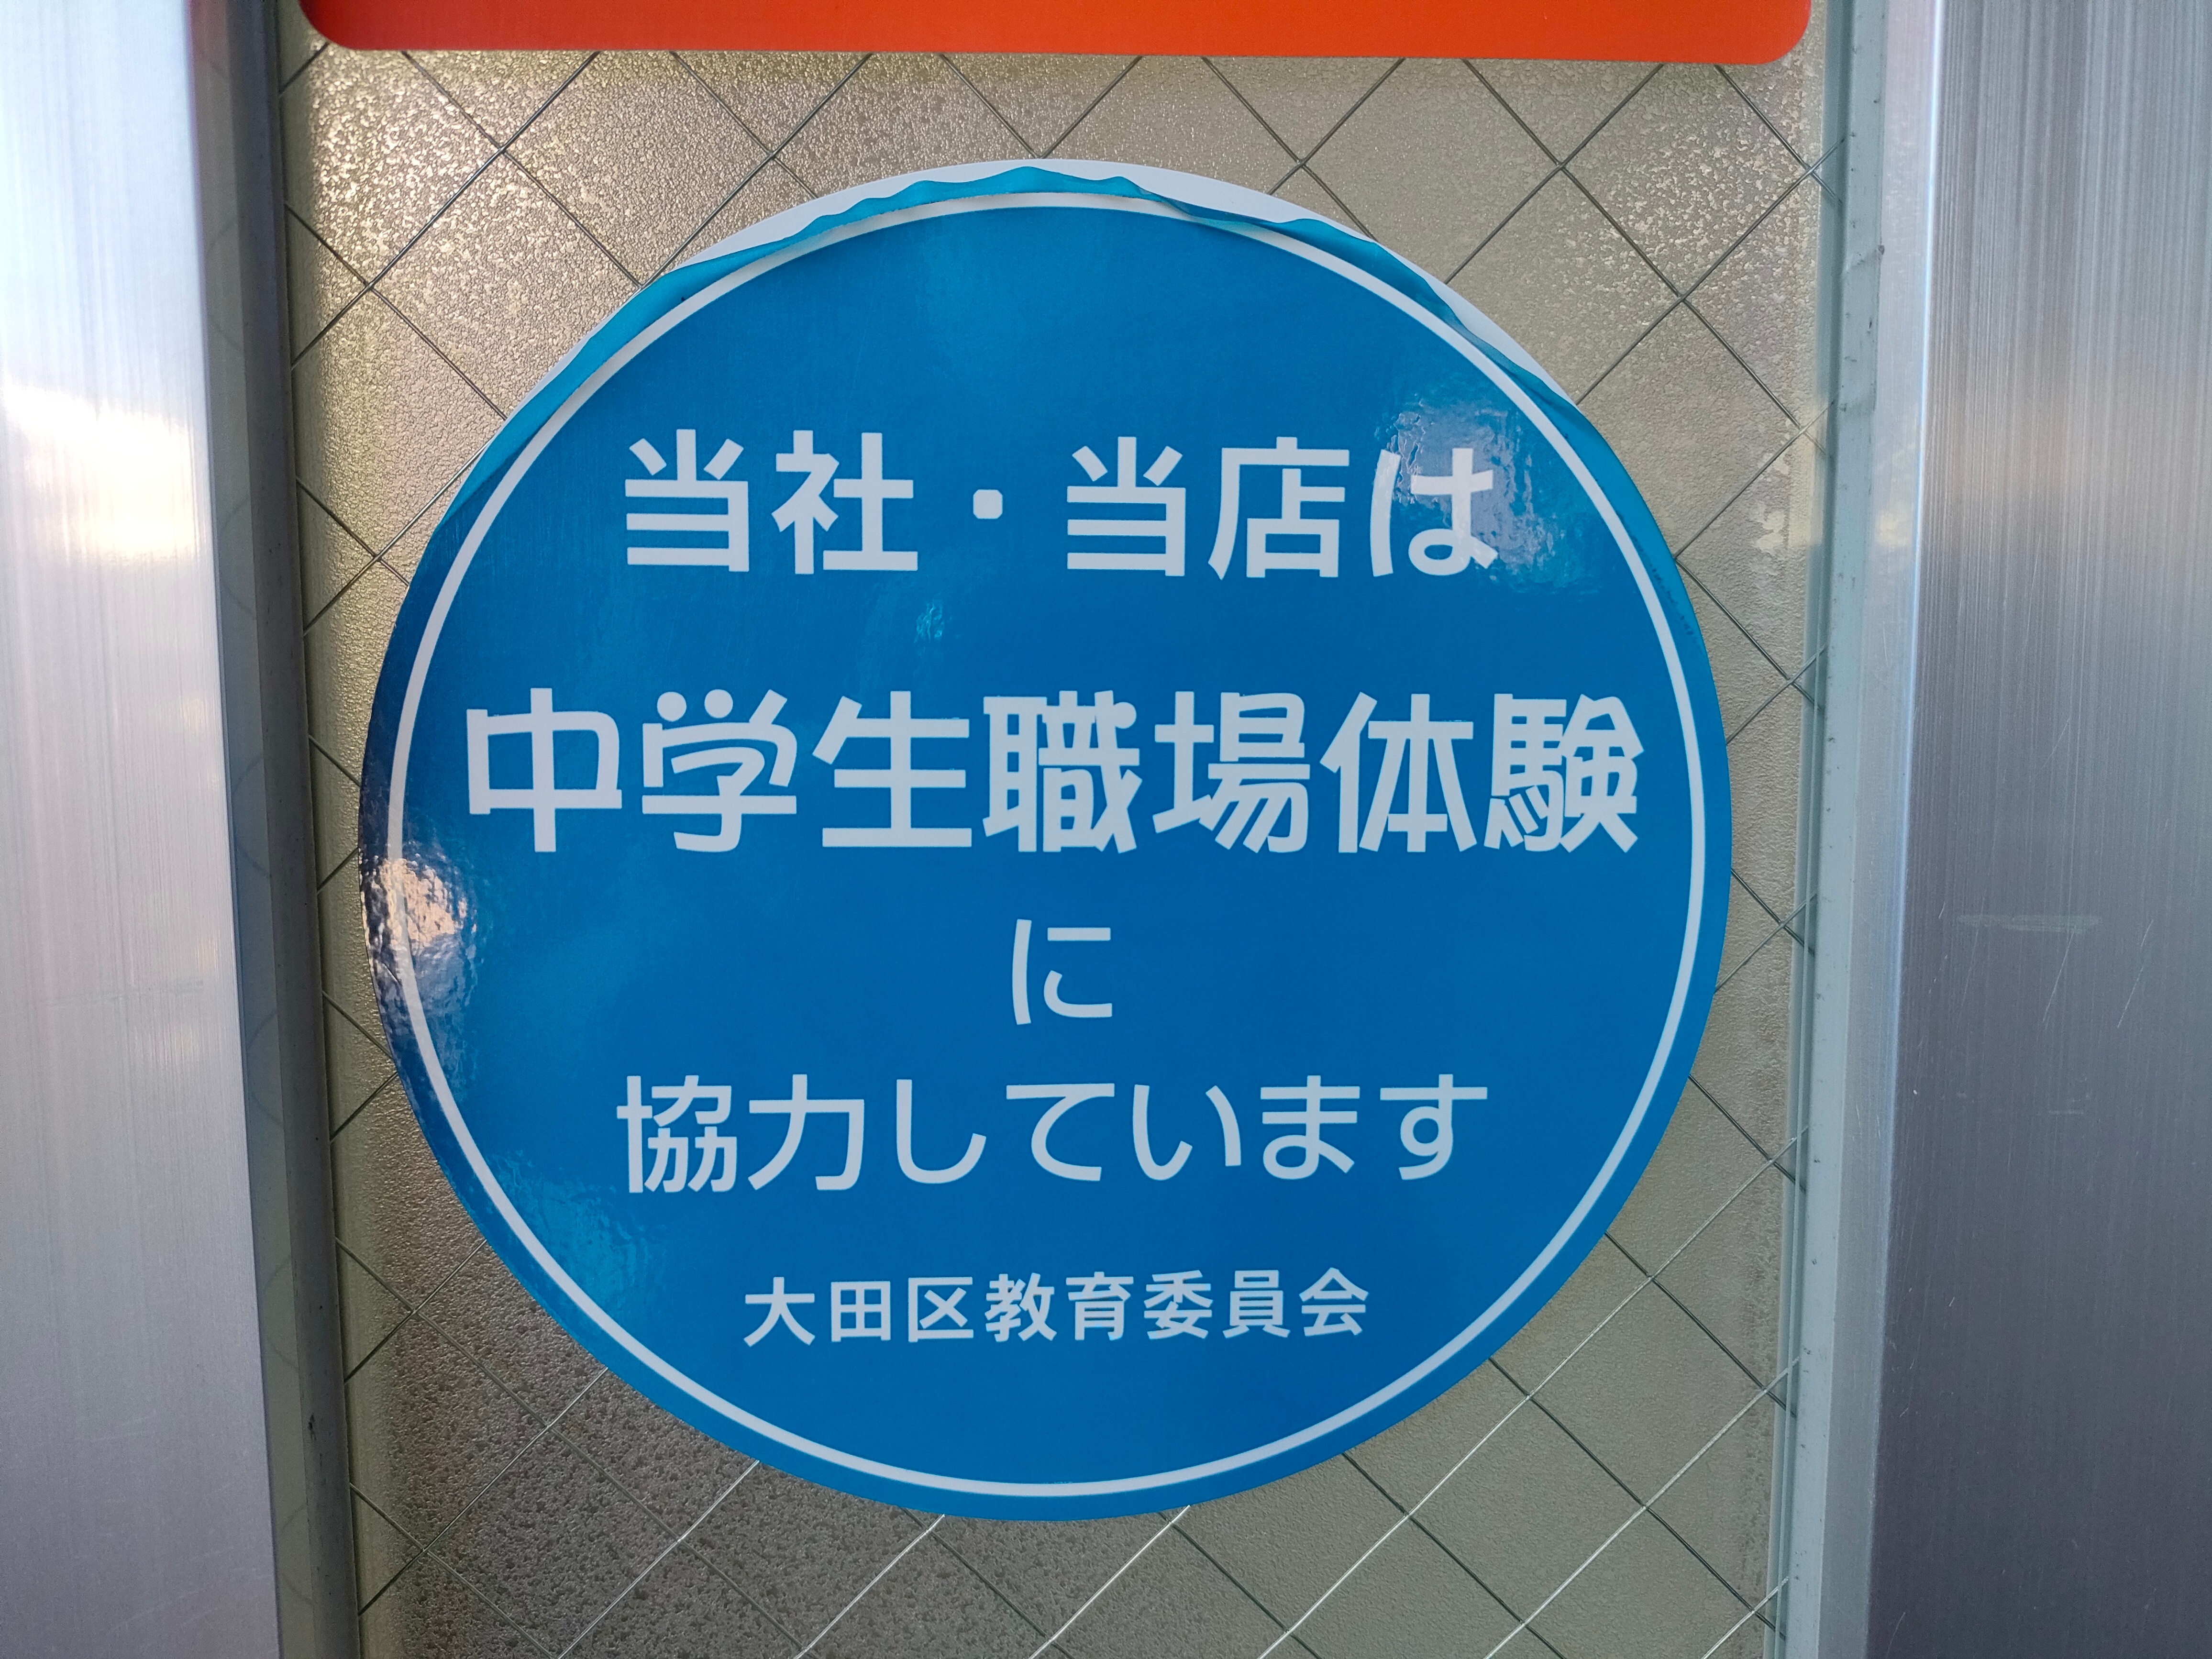 当社・当店は
中学生職場体験
に
協力しています
大田区教育委員会